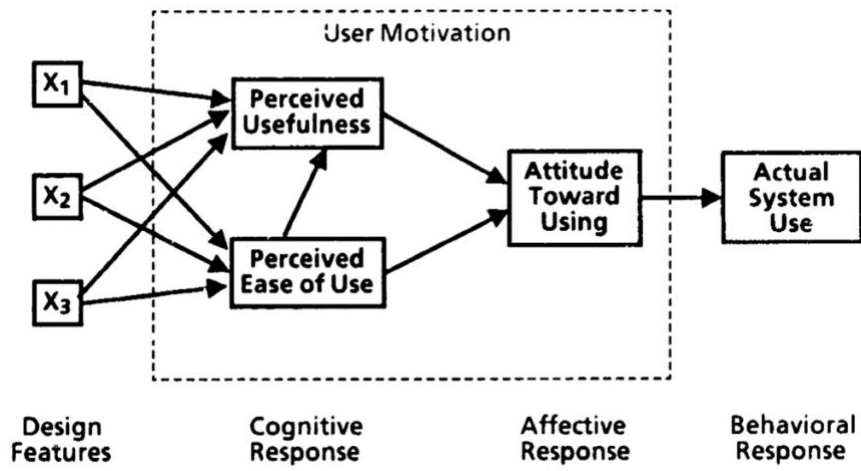 User Motivation
X1
Perceived
Usefulness
X2
Attitude
Toward
Using
Actual
System
Use
X3
Perceived
Ease of Use
Design
Features
Cognitive
Response
Affective
Response
Behavioral
Response